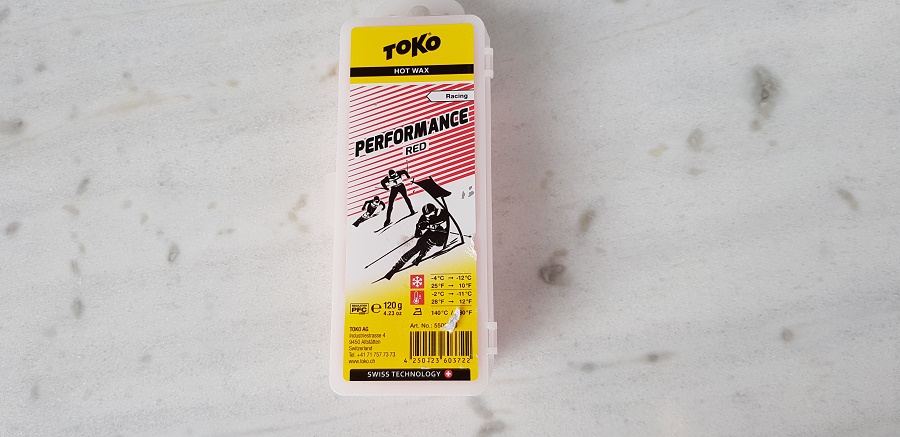 TOKO
HOT WAX
Racing
PERFORMANCE
RED
-4°C → -12°C
25°F → 10°F
-2°C → -11°C
28°F → 12°F
PFC
120 g
4.23 oz
140°C
Art. No.:
TOKO AG
Industriestrasse 4
9450 Altstätten
Switzerland
Tel. +41 71 757 73 73
www.toko.ch
4 250423 603722
SWISS TECHNOLOGY